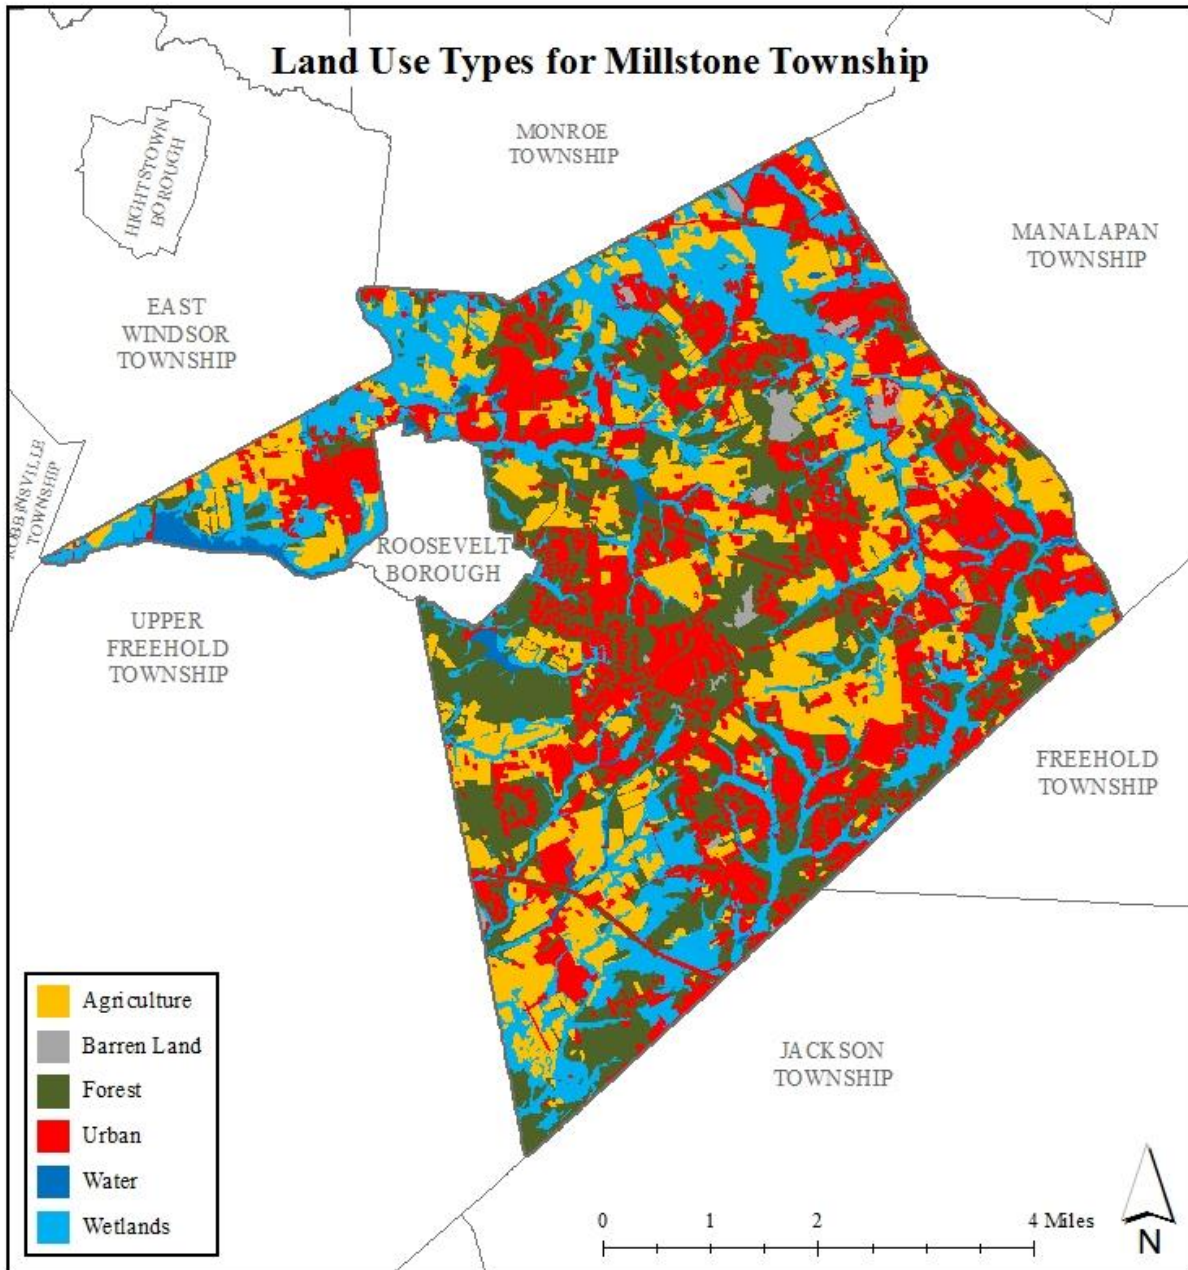 Land Use Types for Millstone Township
MONROE
TOWNSHIP
HIGHTSTOWN
BOROUGH
MANALAPAN
TOWNSHIP
EAST
WINDSOR
TOWNSHIP
ROBBINSVILLE
TOWNSHIP
ROOSEVELT
BOROUGH
UPPER
FREEHOLD
TOWNSHIP
FREEHOLD
TOWNSHIP
JACKSON
TOWNSHIP
Agriculture
Barren Land
Forest
Urban
Water
Wetlands
0 1 2 4 Miles
N